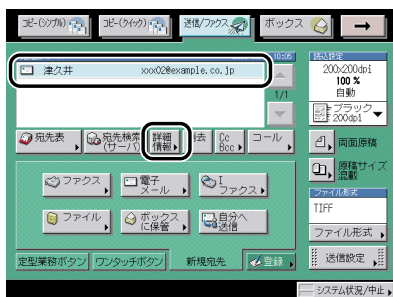 コピー(シンプル)
コピー(クイック)
送信/ファクス
ボックス
10:05
津久井 xxx02@example.co.jp
1/1
読込設定
200×200dpi
100 %
自動
ブラック
200dpi
宛先表
宛先検索
(サーバ)
詳細
情報
去
Cc
Bcc
コール
両面原稿
原稿サイズ
混載
ファクス
電子
メール
I
ファクス
ファイル
ボックス
に保管
自分へ
送信
ファイル形式
TIFF
ファイル形式
定型業務ボタン
ワンタッチボタン
新規宛先
登録
送信設定
システム状況/中止